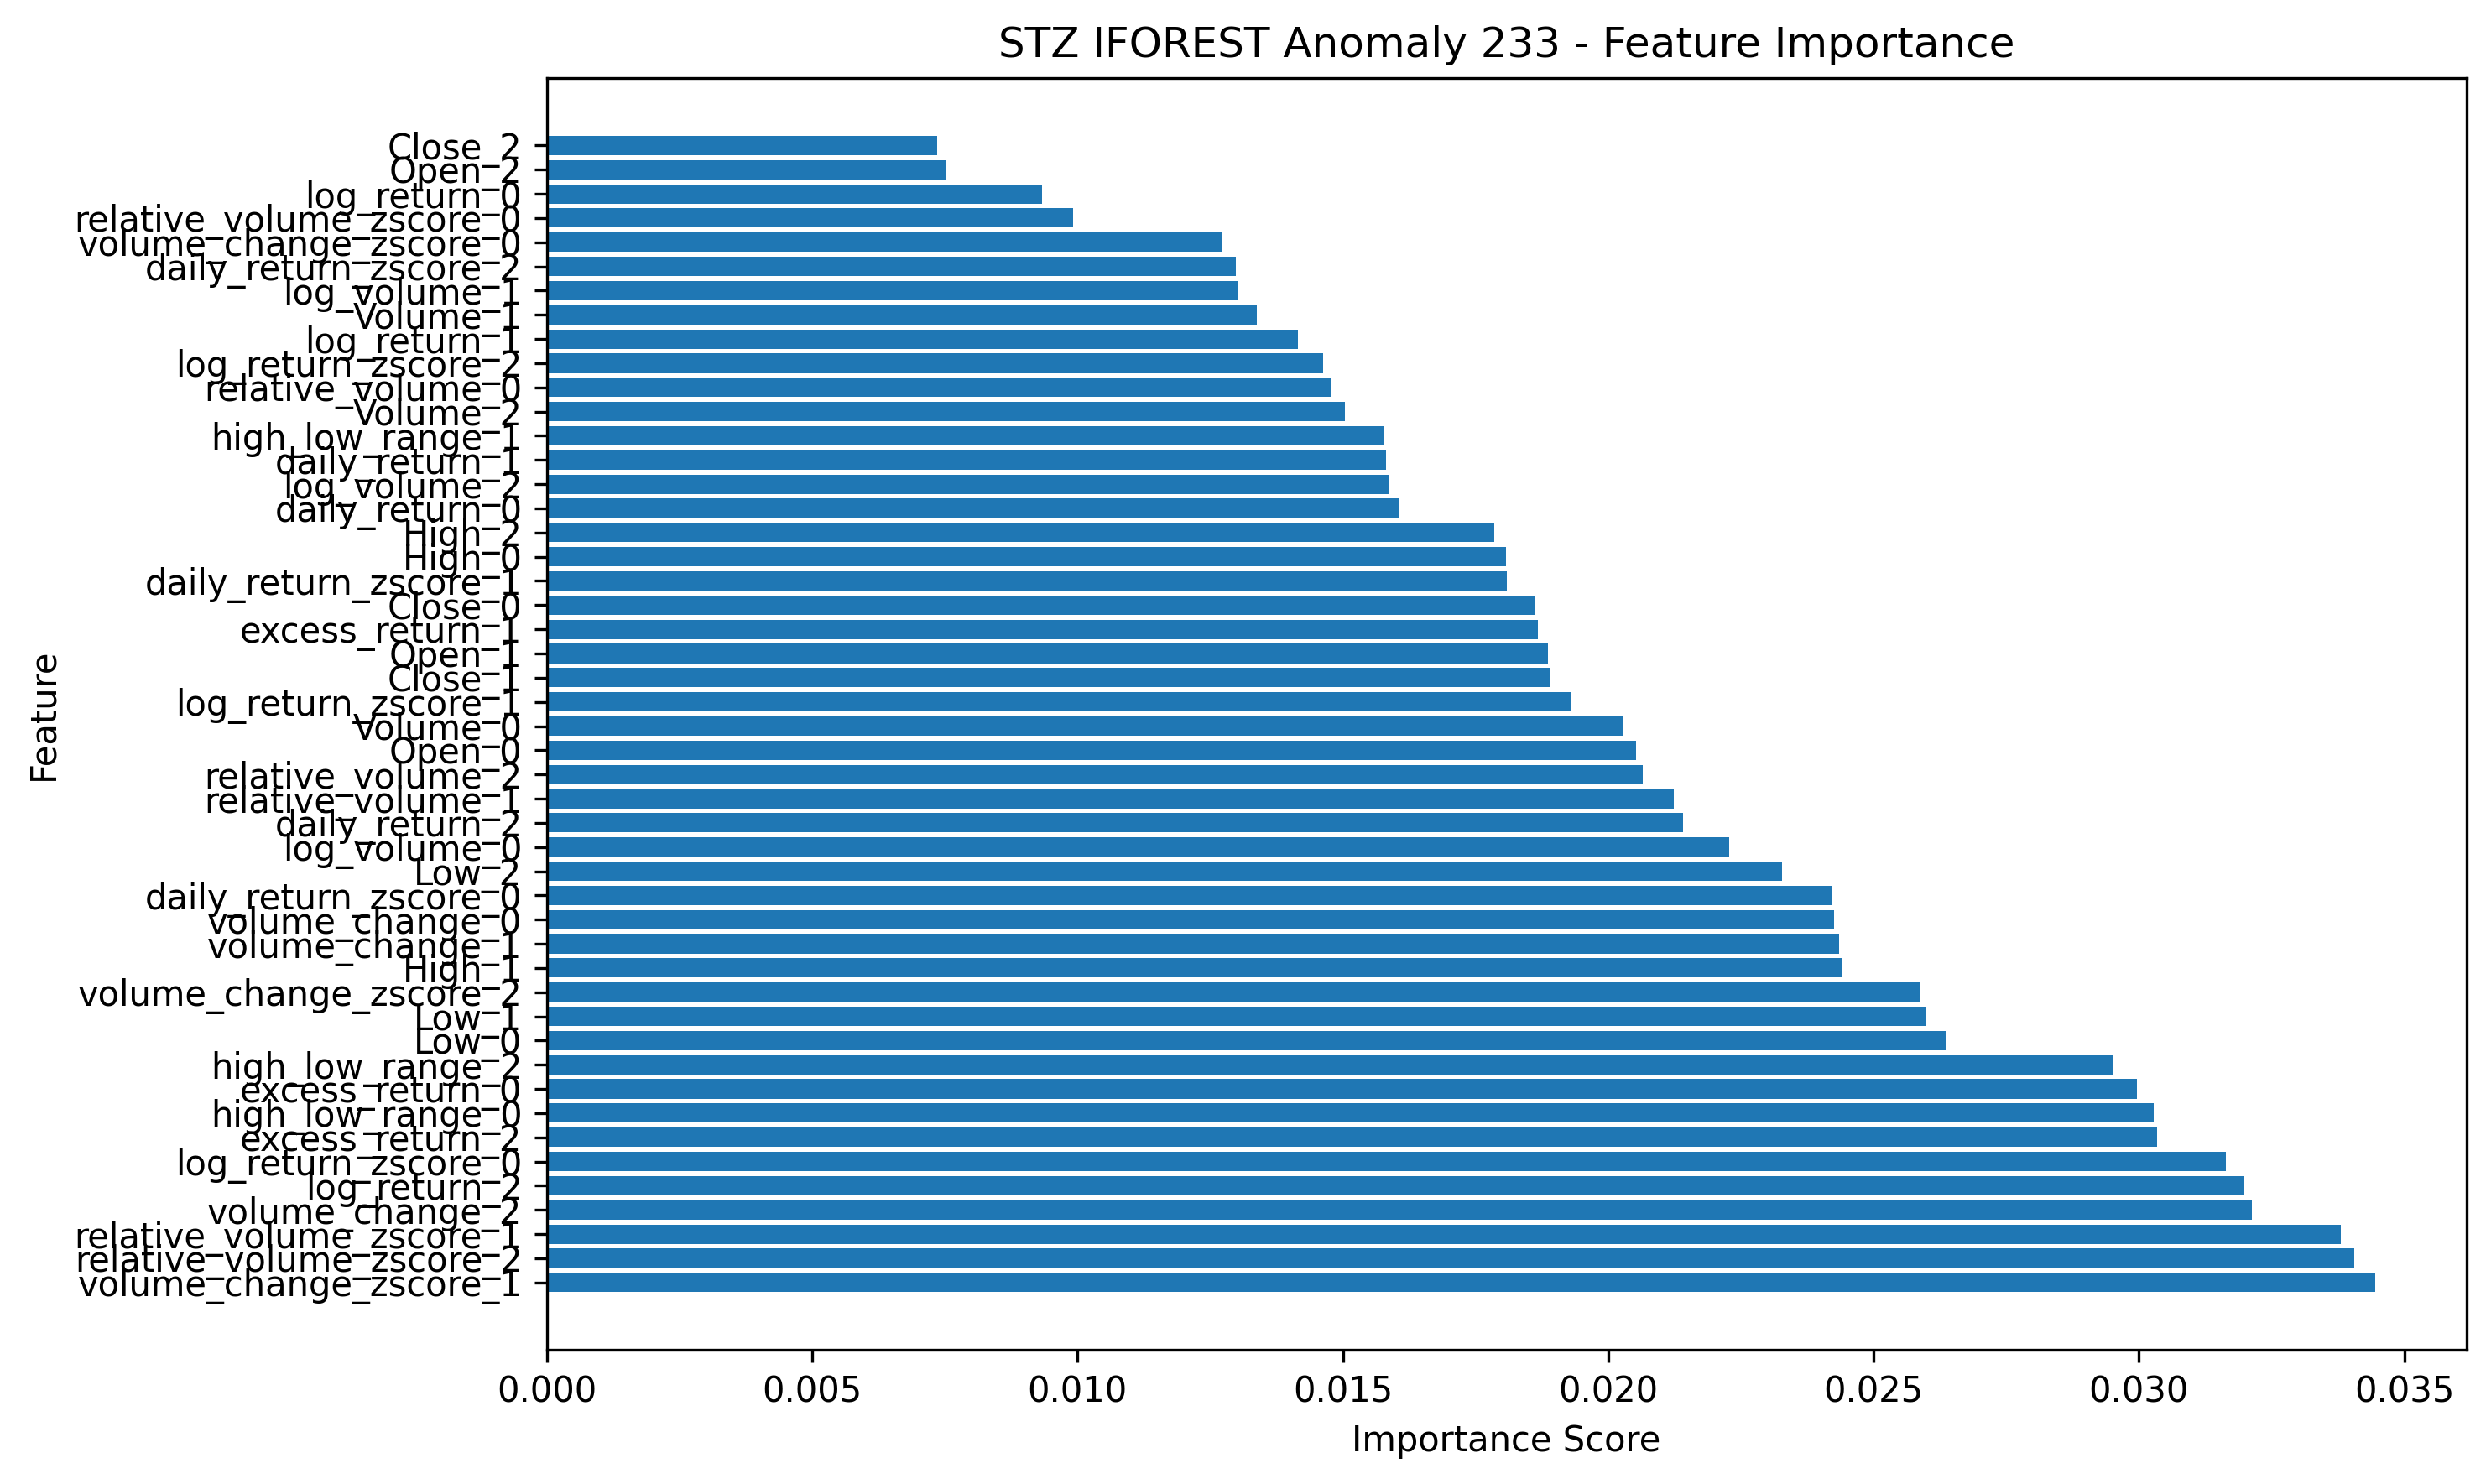 STZ IFOREST Anomaly 233 - Feature Importance
Close_2
Open_2
log_return_0
relative_volume_zscore_0
volume_change_zscore_0
daily_return_zscore_2
log_volume_1
Volume_1
log_return_1
log_return_zscore_2
relative_volume_0
Volume_2
high_low_range_1
daily_return_1
log_volume_2
daily_return_0
High_2
High_0
daily_return_zscore_1
Close_0
excess_return_1
Open_1
Close_1
log_return_zscore_1
Volume_0
Open_0
relative_volume_2
relative_volume_1
daily_return_2
log_volume_0
Low_2
daily_return_zscore_0
volume_change_0
volume_change_1
High_1
volume_change_zscore_2
Low_1
Low_0
high_low_range_2
excess_return_0
high_low_range_0
excess_return_2
log_return_zscore_0
log_return_2
volume_change_2
relative_volume_zscore_1
relative_volume_zscore_2
volume_change_zscore_1
Feature
0.000 0.005 0.010 0.015 0.020 0.025 0.030 0.035
Importance Score